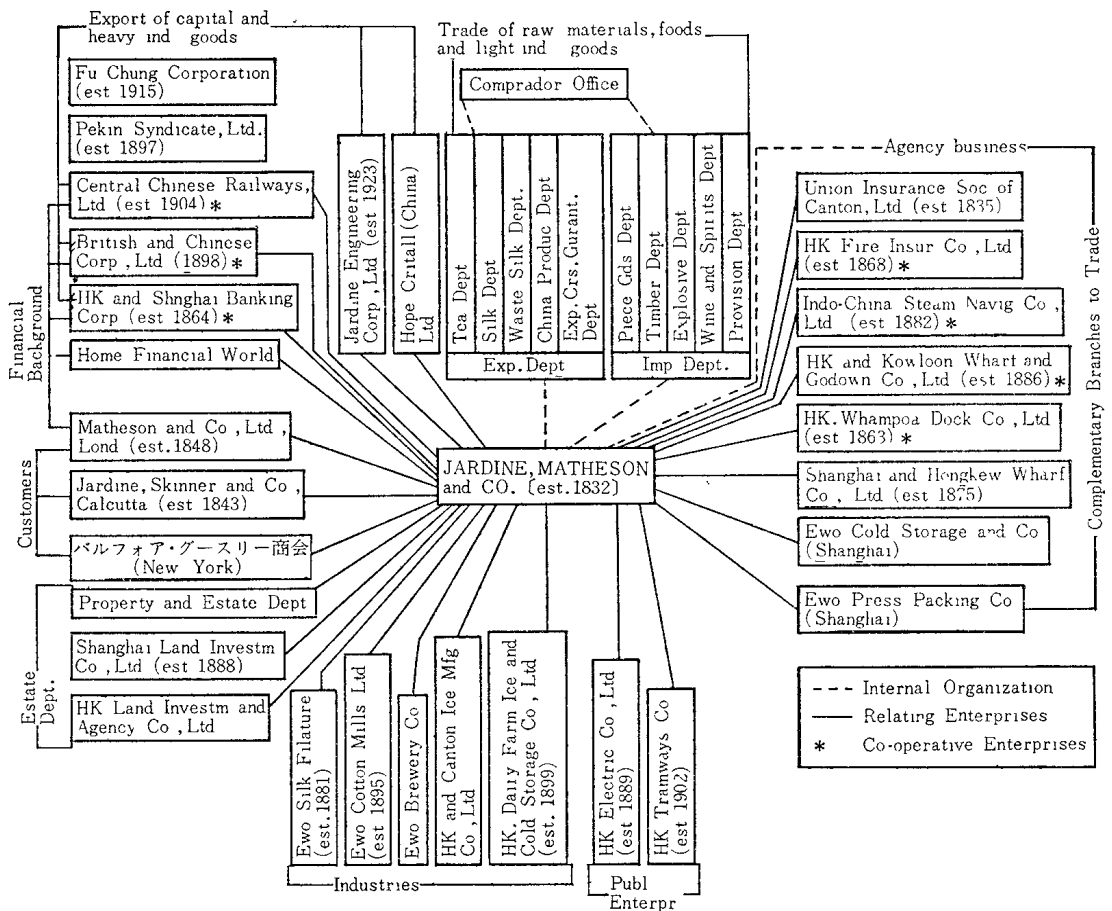 Export of capital and
heavy ind goods
Trade of raw materials, foods
and light ind goods
Fu Chung Corporation
(est 1915)
Pekin Syndicate, Ltd.
(est 1897)
Central Chinese Railways,
Ltd (est 1904) *
British and Chinese
Corp, Ltd (1898) *
HK and Shnghai Banking
Corp (est 1864) *
Home Financial World
Financial
Background
Matheson and Co, Ltd,
Lond (est.1848)
Jardine, Skinner and Co,
Calcutta (est 1843)
バルフォア・グースリー商会
(New York)
Customers
Property and Estate Dept
Shanghai Land Investm
Co, Ltd (est 1888)
HK Land Investm and
Agency Co, Ltd
Estate
Dept.
Jardine Engineering
Corp, Ltd (est 1923)
Hope Critall (China)
Ltd
Comprador Office
Tea Dept
Silk Dept
Waste Silk Dept.
China Produc Dept
Exp. Crs. Gurant.
Dept
Exp. Dept
Piece Gds Dept
Timber Dept
Explosive Dept
Wine and Spirits Dept
Provision Dept
Imp Dept.
JARDINE, MATHESON
and CO. [est.1832]
Agency business
Union Insurance Soc of
Canton, Ltd (est 1835)
HK Fire Insur Co, Ltd
(est 1868) *
Indo-China Steam Navig Co,
Ltd (est 1882) *
HK and Kowloon Wharf and
Godown Co, Ltd (est 1886) *
HK. Whampoa Dock Co, Ltd
(est 1863) *
Shanghai and Hongkew Wharf
Co, Ltd (est 1875)
Ewo Cold Storage and Co
(Shanghai)
Ewo Press Packing Co
(Shanghai)
Complementary Branches to Trade
Ewo Silk Filature
(est.1881)
Ewo Cotton Mills Ltd
(est 1895)
Ewo Brewery Co
HK and Canton Ice Mfg
Co, Ltd
HK. Dairy Farm Ice and
Cold Storage Co, Ltd
(est. 1899)
Industries
HK Electric Co, Ltd
(est 1889)
HK Tramways Co
(est 1902)
Publ
Enterpr
--- Internal Organization
— Relating Enterprises
* Co-operative Enterprises